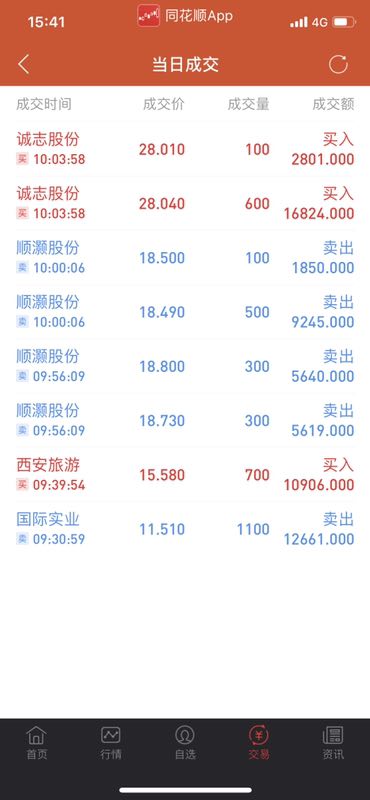 15:41
同花顺App
4G
当日成交
成交时间 成交价 成交量 成交额
诚志股份 买入
买 10:03:58 28.010 100 2801.000
诚志股份 买入
买 10:03:58 28.040 600 16824.000
顺灏股份 卖出
卖 10:00:06 18.500 100 1850.000
顺灏股份 卖出
卖 10:00:06 18.490 500 9245.000
顺灏股份 卖出
卖 09:56:09 18.800 300 5640.000
顺灏股份 卖出
卖 09:56:09 18.730 300 5619.000
西安旅游 买入
买 09:39:54 15.580 700 10906.000
国际实业 卖出
卖 09:30:59 11.510 1100 12661.000
首页 行情 自选 交易 资讯